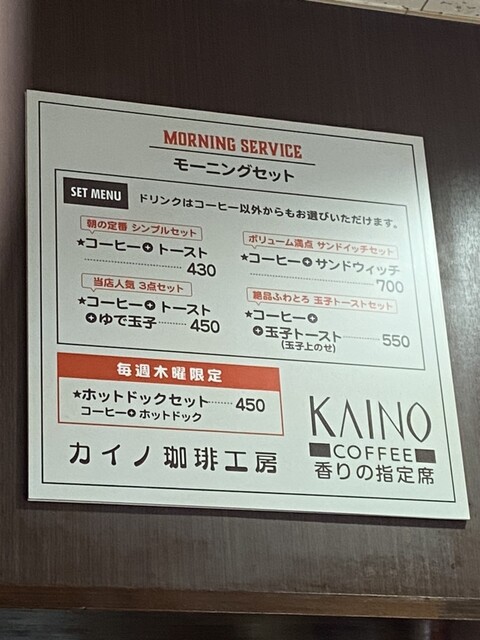 MORNING SERVICE
モーニングセット
SET MENU
ドリンクはコーヒー以外からもお選びいただけます。
朝の定番 シンプルセット
★コーヒー✚トースト
430
当店人気 3点セット
★コーヒー✚トースト
✚ゆで玉子 450
ボリューム満点 サンドイッチセット
★コーヒー✚サンドウィッチ
700
絶品ふわとろ 玉子トーストセット
★コーヒー✚
✚玉子トースト 550
(玉子上のせ)
毎週木曜限定
★ホットドックセット 450
コーヒー✚ホットドック
カイノ珈琲工房
KAINO
COFFEE
香りの指定席